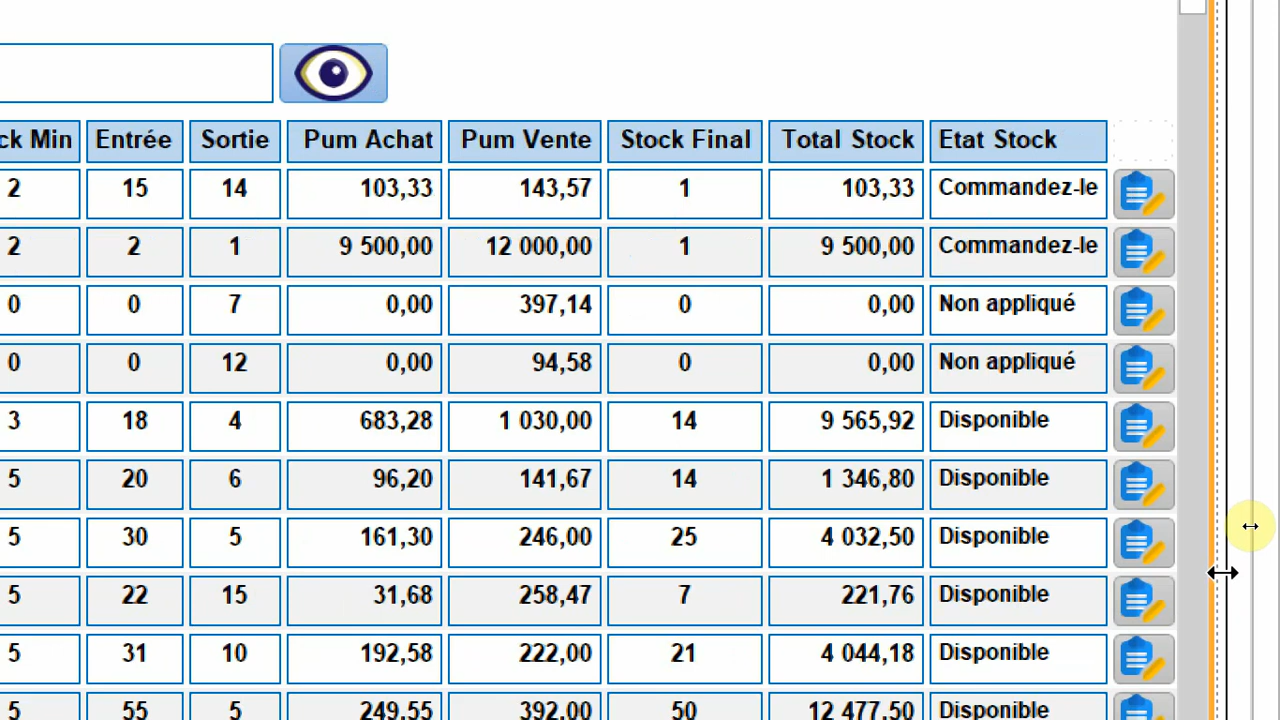 ck Min Entrée Sortie Pum Achat Pum Vente Stock Final Total Stock Etat Stock
2 15 14 103,33 143,57 1 103,33 Commandez-le
2 2 1 9 500,00 12 000,00 1 9 500,00 Commandez-le
0 0 7 0,00 397,14 0 0,00 Non appliqué
0 0 12 0,00 94,58 0 0,00 Non appliqué
3 18 4 683,28 1 030,00 14 9 565,92 Disponible
5 20 6 96,20 141,67 14 1 346,80 Disponible
5 30 5 161,30 246,00 25 4 032,50 Disponible
5 22 15 31,68 258,47 7 221,76 Disponible
5 31 10 192,58 222,00 21 4 044,18 Disponible
5 55 5 249,55 392,00 50 12 477,50 Disponible